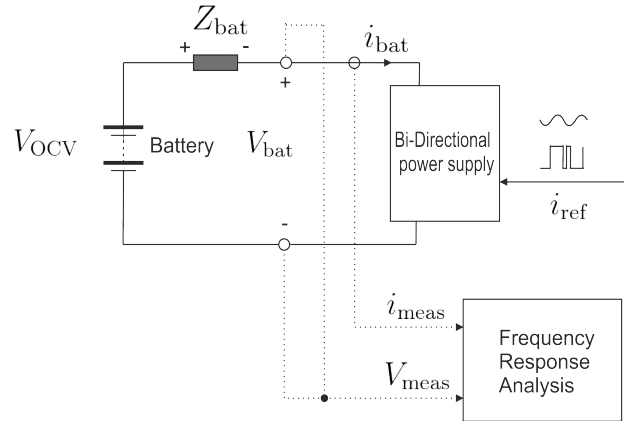 Z_bat
+ -
i_bat
+
V_OCV
Battery
V_bat
Bi-Directional
power supply
i_ref
-
i_meas
V_meas
Frequency
Response
Analysis